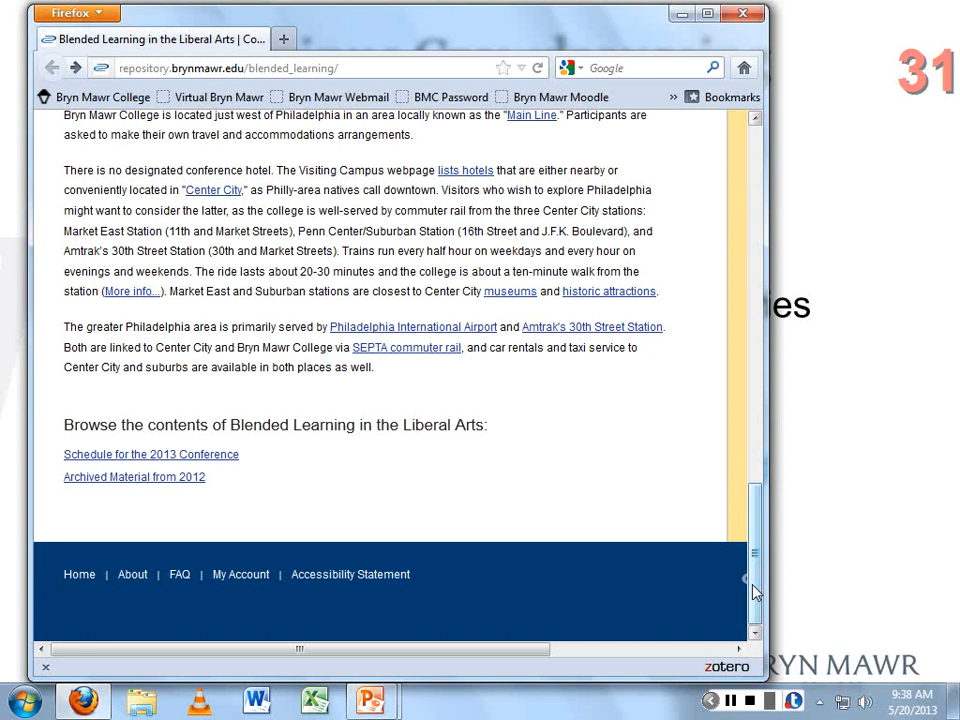 Firefox
31
Blended Learning in the Liberal Arts | Co...
repository.brynmawr.edu/blended_learning/
Google
Bryn Mawr College
Virtual Bryn Mawr
Bryn Mawr Webmail
BMC Password
Bryn Mawr Moodle
»
Bookmarks
Bryn Mawr College is located just west of Philadelphia in an area locally known as the "Main Line." Participants are
asked to make their own travel and accommodations arrangements.
There is no designated conference hotel. The Visiting Campus webpage lists hotels that are either nearby or
conveniently located in "Center City," as Philly-area natives call downtown. Visitors who wish to explore Philadelphia
might want to consider the latter, as the college is well-served by commuter rail from the three Center City stations:
Market East Station (11th and Market Streets), Penn Center/Suburban Station (16th Street and J.F.K. Boulevard), and
Amtrak's 30th Street Station (30th and Market Streets). Trains run every half hour on weekdays and every hour on
evenings and weekends. The ride lasts about 20-30 minutes and the college is about a ten-minute walk from the
station (More info...). Market East and Suburban stations are closest to Center City museums and historic attractions.
ies
The greater Philadelphia area is primarily served by Philadelphia International Airport and Amtrak's 30th Street Station.
Both are linked to Center City and Bryn Mawr College via SEPTA commuter rail, and car rentals and taxi service to
Center City and suburbs are available in both places as well.
Browse the contents of Blended Learning in the Liberal Arts:
Schedule for the 2013 Conference
Archived Material from 2012
Home | About | FAQ | My Account | Accessibility Statement
zotero
RYN MAWR
9:38 AM
5/20/2013